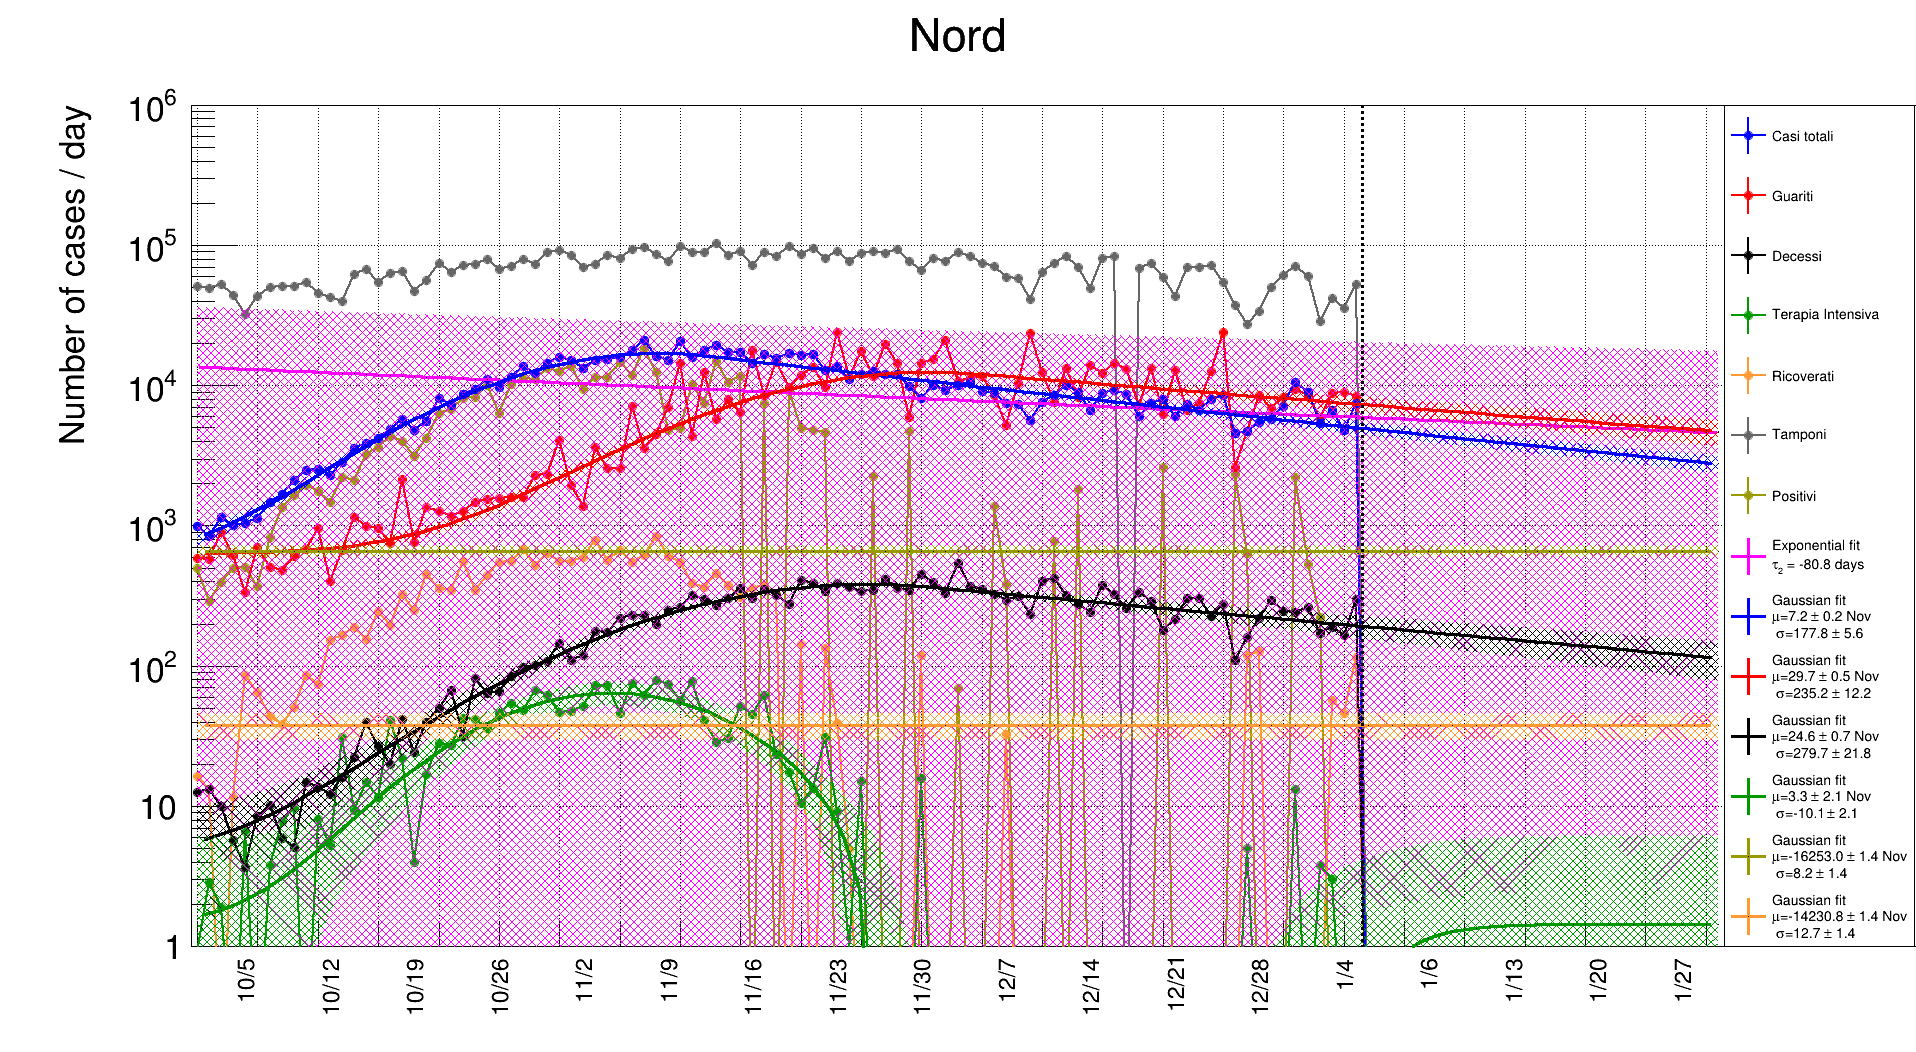 Nord
Number of cases / day
10^6
10^5
10^4
10^3
10^2
10
1
10/5
10/12
10/19
10/26
11/2
11/9
11/16
11/23
11/30
12/7
12/14
12/21
12/28
1/4
1/6
1/13
1/20
1/27
Casi totali
Guariti
Decessi
Terapia Intensiva
Ricoverati
Tamponi
Positivi
Exponential fit
τ₂ = -80.8 days
Gaussian fit
μ=7.2 ± 0.2 Nov
σ=177.8 ± 5.6
Gaussian fit
μ=29.7 ± 0.5 Nov
σ=235.2 ± 12.2
Gaussian fit
μ=24.6 ± 0.7 Nov
σ=279.7 ± 21.8
Gaussian fit
μ=3.3 ± 2.1 Nov
σ=-10.1 ± 2.1
Gaussian fit
μ=-16253.0 ± 1.4 Nov
σ=8.2 ± 1.4
Gaussian fit
μ=-14230.8 ± 1.4 Nov
σ=12.7 ± 1.4